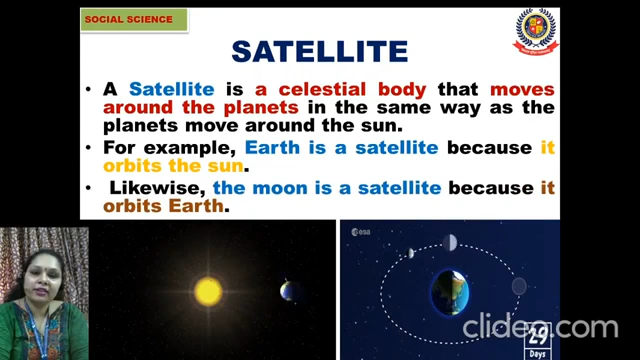 SOCIAL SCIENCE
SATELLITE
• A Satellite is a celestial body that moves
around the planets in the same way as the
planets move around the sun.
• For example, Earth is a satellite because it
orbits the sun.
• Likewise, the moon is a satellite because it
orbits Earth.
esa
clideo.com
29
Days